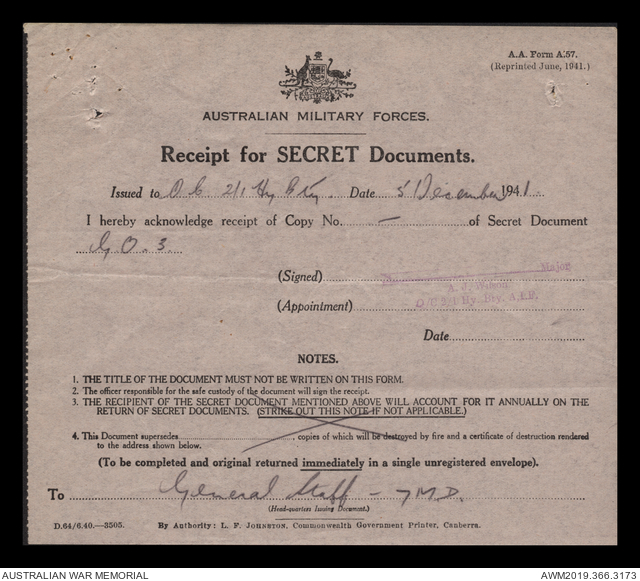 A.A. Form A.57.
(Reprinted June, 1941.)
AUSTRALIAN MILITARY FORCES.
Receipt for SECRET Documents.
Issued to O.C. 2/1 Hy Bty. Date 5 December 1941.
I hereby acknowledge receipt of Copy No. — of Secret Document
G.O. 3.
(Signed) Major
(Appointment) A. J. Wilson
O/C 2/1 Hy. Bty, A.I.F.
Date
NOTES.
1. THE TITLE OF THE DOCUMENT MUST NOT BE WRITTEN ON THIS FORM.
2. The officer responsible for the safe custody of the document will sign the receipt.
3. THE RECIPIENT OF THE SECRET DOCUMENT MENTIONED ABOVE WILL ACCOUNT FOR IT ANNUALLY ON THE
RETURN OF SECRET DOCUMENTS. (STRIKE OUT THIS NOTE IF NOT APPLICABLE.)
4. This Document supersedes , copies of which will be destroyed by fire and a certificate of destruction rendered
to the address shown below.
(To be completed and original returned immediately in a single unregistered envelope).
To General Staff - 7 M.D.
(Head-quarters Issuing Document.)
D.64/6.40.—3505. By Authority: L. F. JOHNSTON, Commonwealth Government Printer, Canberra.
AUSTRALIAN WAR MEMORIAL
AWM2019.366.3173